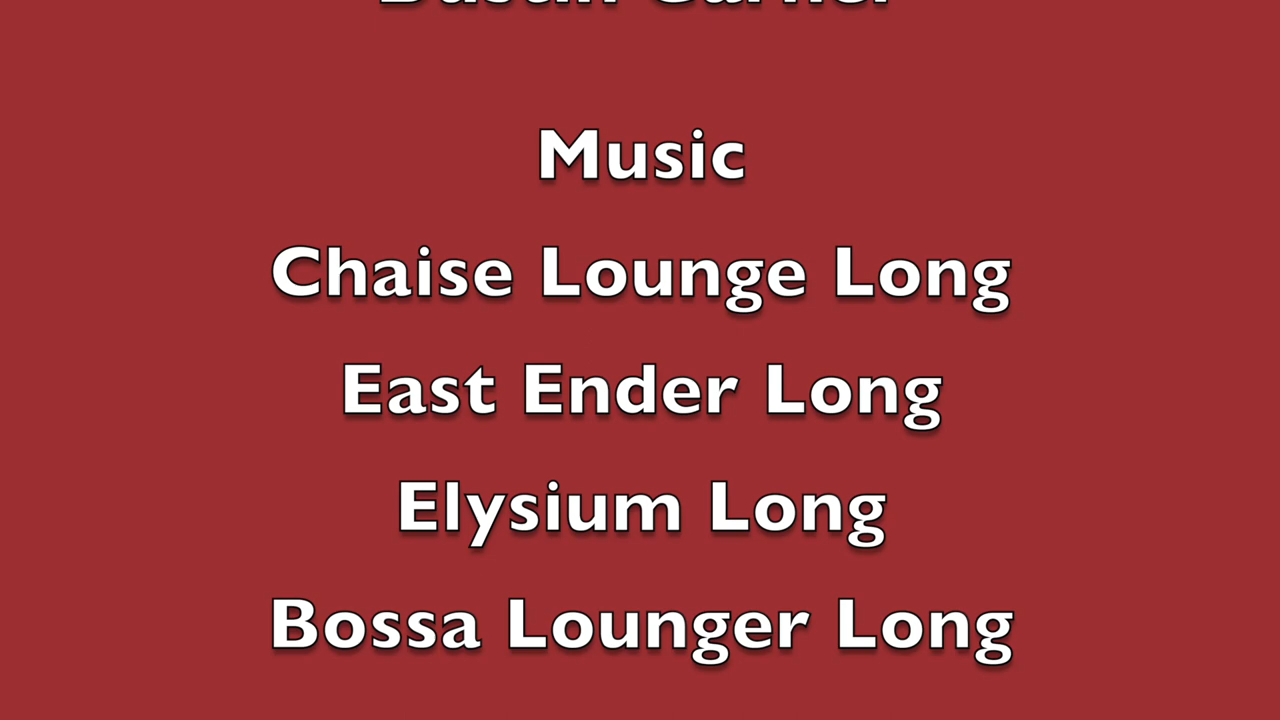 Music
Chaise Lounge Long
East Ender Long
Elysium Long
Bossa Lounger Long